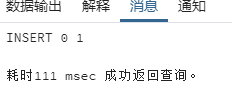 数据输出 解释 消息 通知
INSERT 0 1
耗时111 msec 成功返回查询。